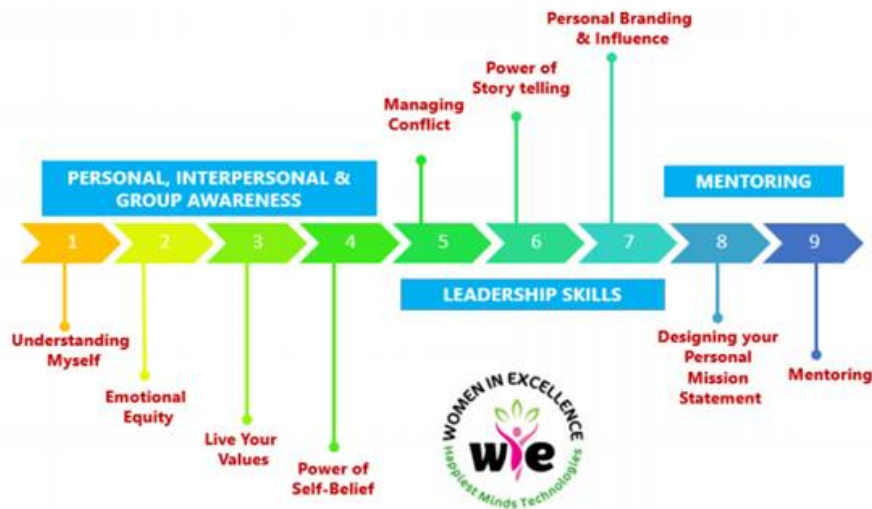 Personal Branding
& Influence
Power of
Story telling
Managing
Conflict
PERSONAL, INTERPERSONAL &
GROUP AWARENESS
MENTORING
1
2
3
4
5
6
7
8
9
LEADERSHIP SKILLS
Understanding
Myself
Emotional
Equity
Live Your
Values
Power of
Self-Belief
Designing your
Personal
Mission
Statement
Mentoring
WOMEN IN EXCELLENCE
wie
Happiest Minds Technologies